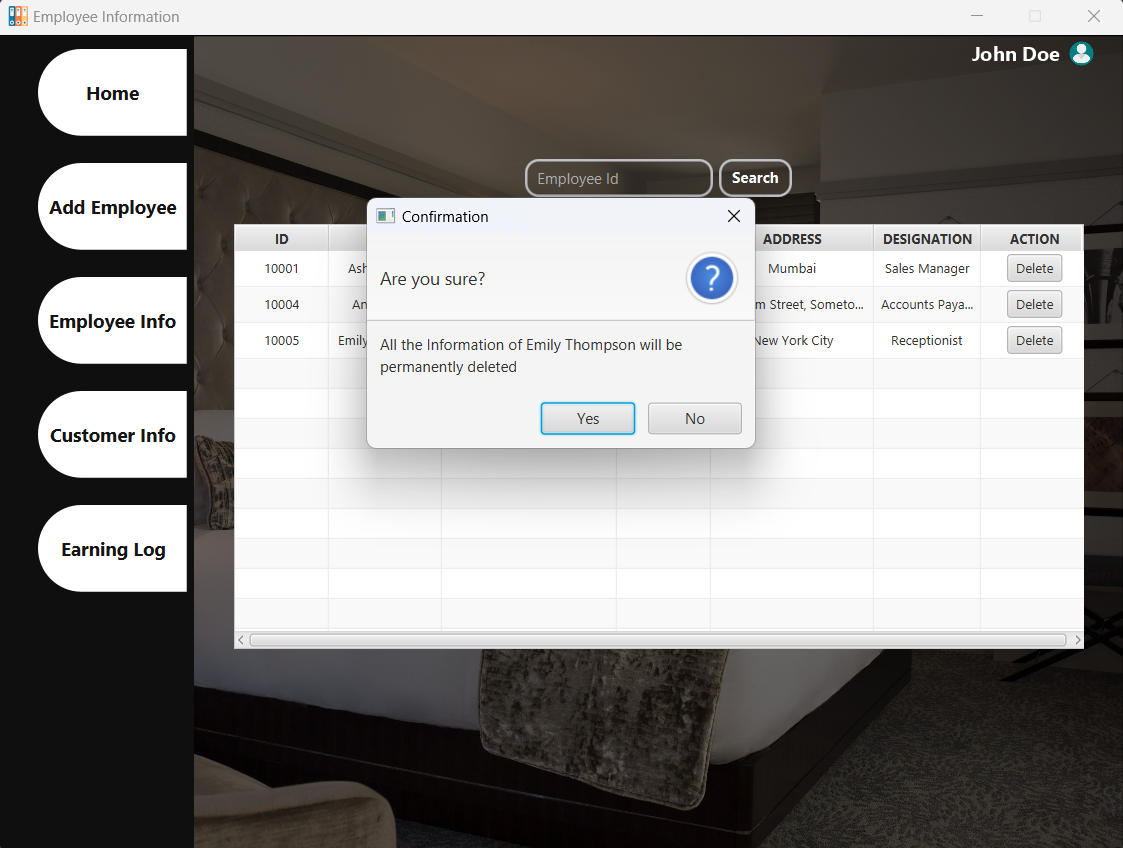 Employee Information
John Doe
Home
Add Employee
Employee Info
Customer Info
Earning Log
Employee Id
Search
Confirmation
Are you sure?
?
All the Information of Emily Thompson will be
permanently deleted
Yes
No
ID ADDRESS DESIGNATION ACTION
10001 Ash Mumbai Sales Manager Delete
10004 An m Street, Someto... Accounts Paya... Delete
10005 Emily New York City Receptionist Delete